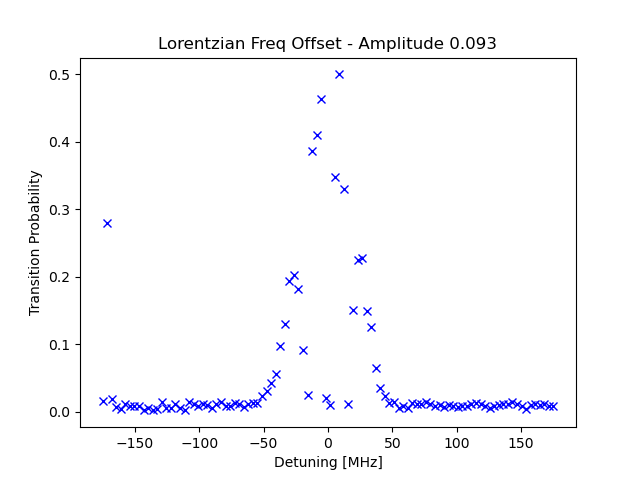 Lorentzian Freq Offset - Amplitude 0.093
0.5
0.4
0.3
0.2
0.1
0.0
Transition Probability
−150 −100 −50 0 50 100 150
Detuning [MHz]